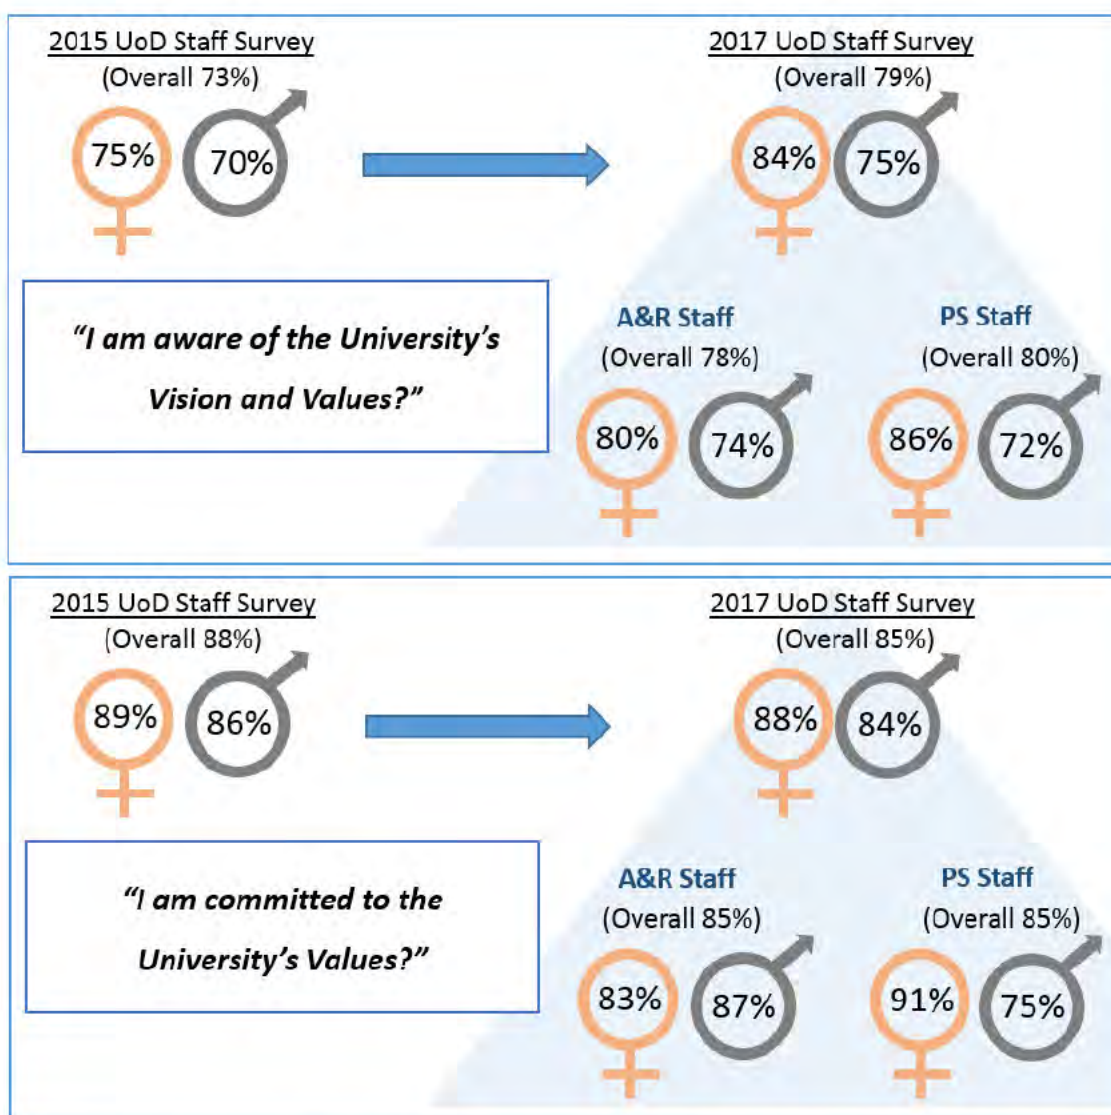 2015 UoD Staff Survey
(Overall 73%)
75%
70%
2017 UoD Staff Survey
(Overall 79%)
84%
75%
“I am aware of the University’s
Vision and Values?”
A&R Staff
(Overall 78%)
80%
74%
PS Staff
(Overall 80%)
86%
72%
2015 UoD Staff Survey
(Overall 88%)
89%
86%
2017 UoD Staff Survey
(Overall 85%)
88%
84%
“I am committed to the
University’s Values?”
A&R Staff
(Overall 85%)
83%
87%
PS Staff
(Overall 85%)
91%
75%